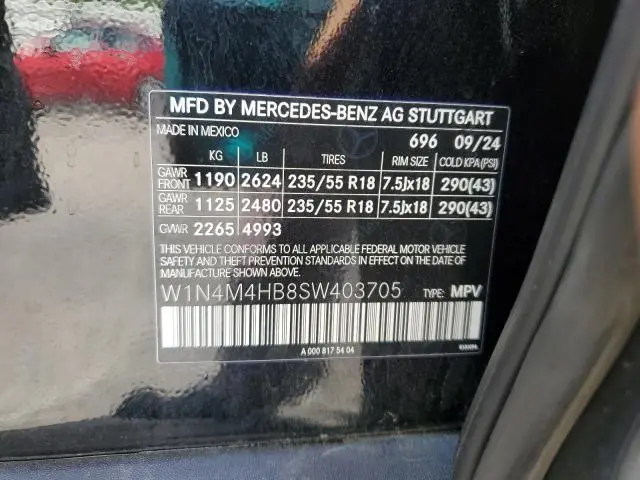 MFD BY MERCEDES-BENZ AG STUTTGART
MADE IN MEXICO 696 09/24
KG LB TIRES RIM SIZE COLD KPA(PSI)
GAWR FRONT 1190 2624 235/55 R18 7.5Jx18 290(43)
GAWR REAR 1125 2480 235/55 R18 7.5Jx18 290(43)
GVWR 2265 4993
THIS VEHICLE CONFORMS TO ALL APPLICABLE FEDERAL MOTOR VEHICLE
SAFETY AND THEFT PREVENTION STANDARDS IN EFFECT ON THE DATE OF
MANUFACTURE SHOWN ABOVE.
W1N4M4HB8SW403705 TYPE: MPV
A 000 817 54 04